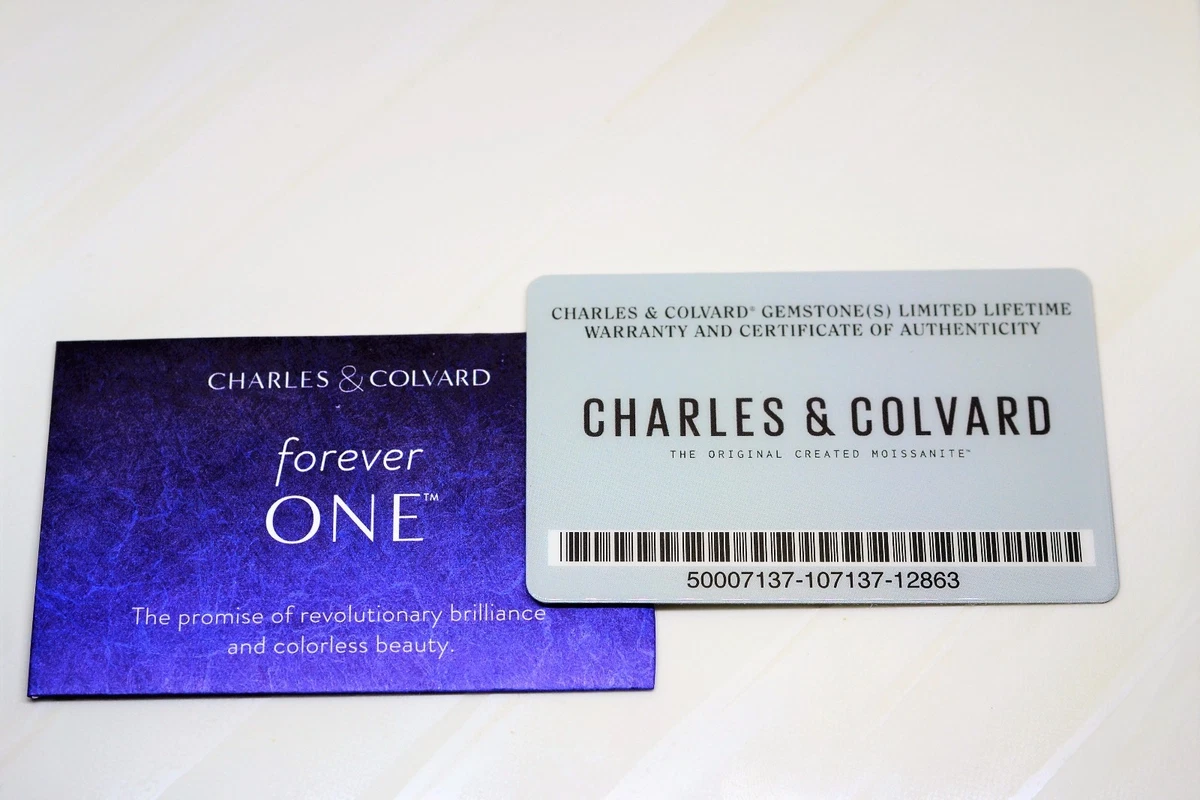 CHARLES & COLVARD
forever
ONE™
The promise of revolutionary brilliance
and colorless beauty.
CHARLES & COLVARD® GEMSTONE(S) LIMITED LIFETIME
WARRANTY AND CERTIFICATE OF AUTHENTICITY
CHARLES & COLVARD
THE ORIGINAL CREATED MOISSANITE™
50007137-107137-12863